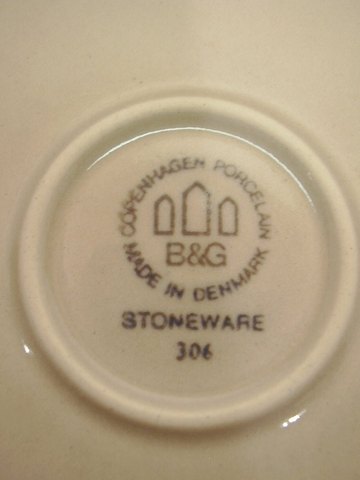 COPENHAGEN PORCELAIN
B&G
MADE IN DENMARK
STONEWARE
306